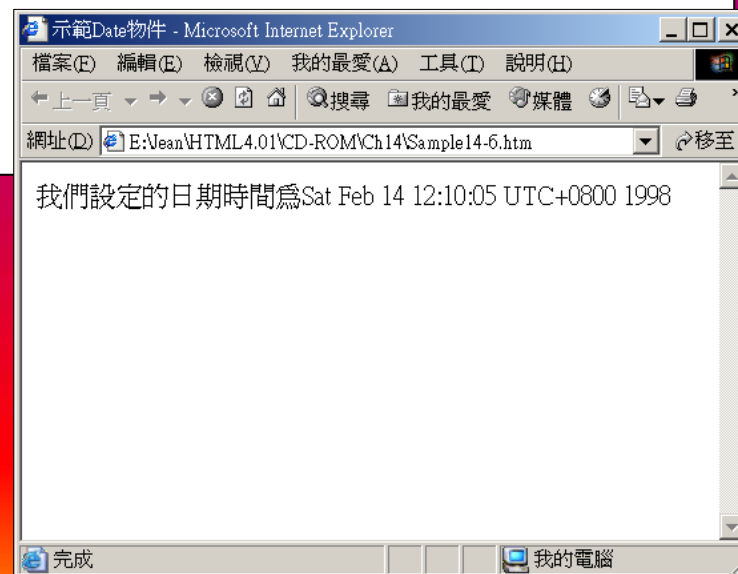 示範Date物件 - Microsoft Internet Explorer
檔案(F) 編輯(E) 檢視(V) 我的最愛(A) 工具(T) 說明(H)
上一頁 搜尋 我的最愛 媒體
網址(D) E:\Jean\HTML4.01\CD-ROM\Ch14\Sample14-6.htm 移至
我們設定的日期時間為Sat Feb 14 12:10:05 UTC+0800 1998
完成 我的電腦